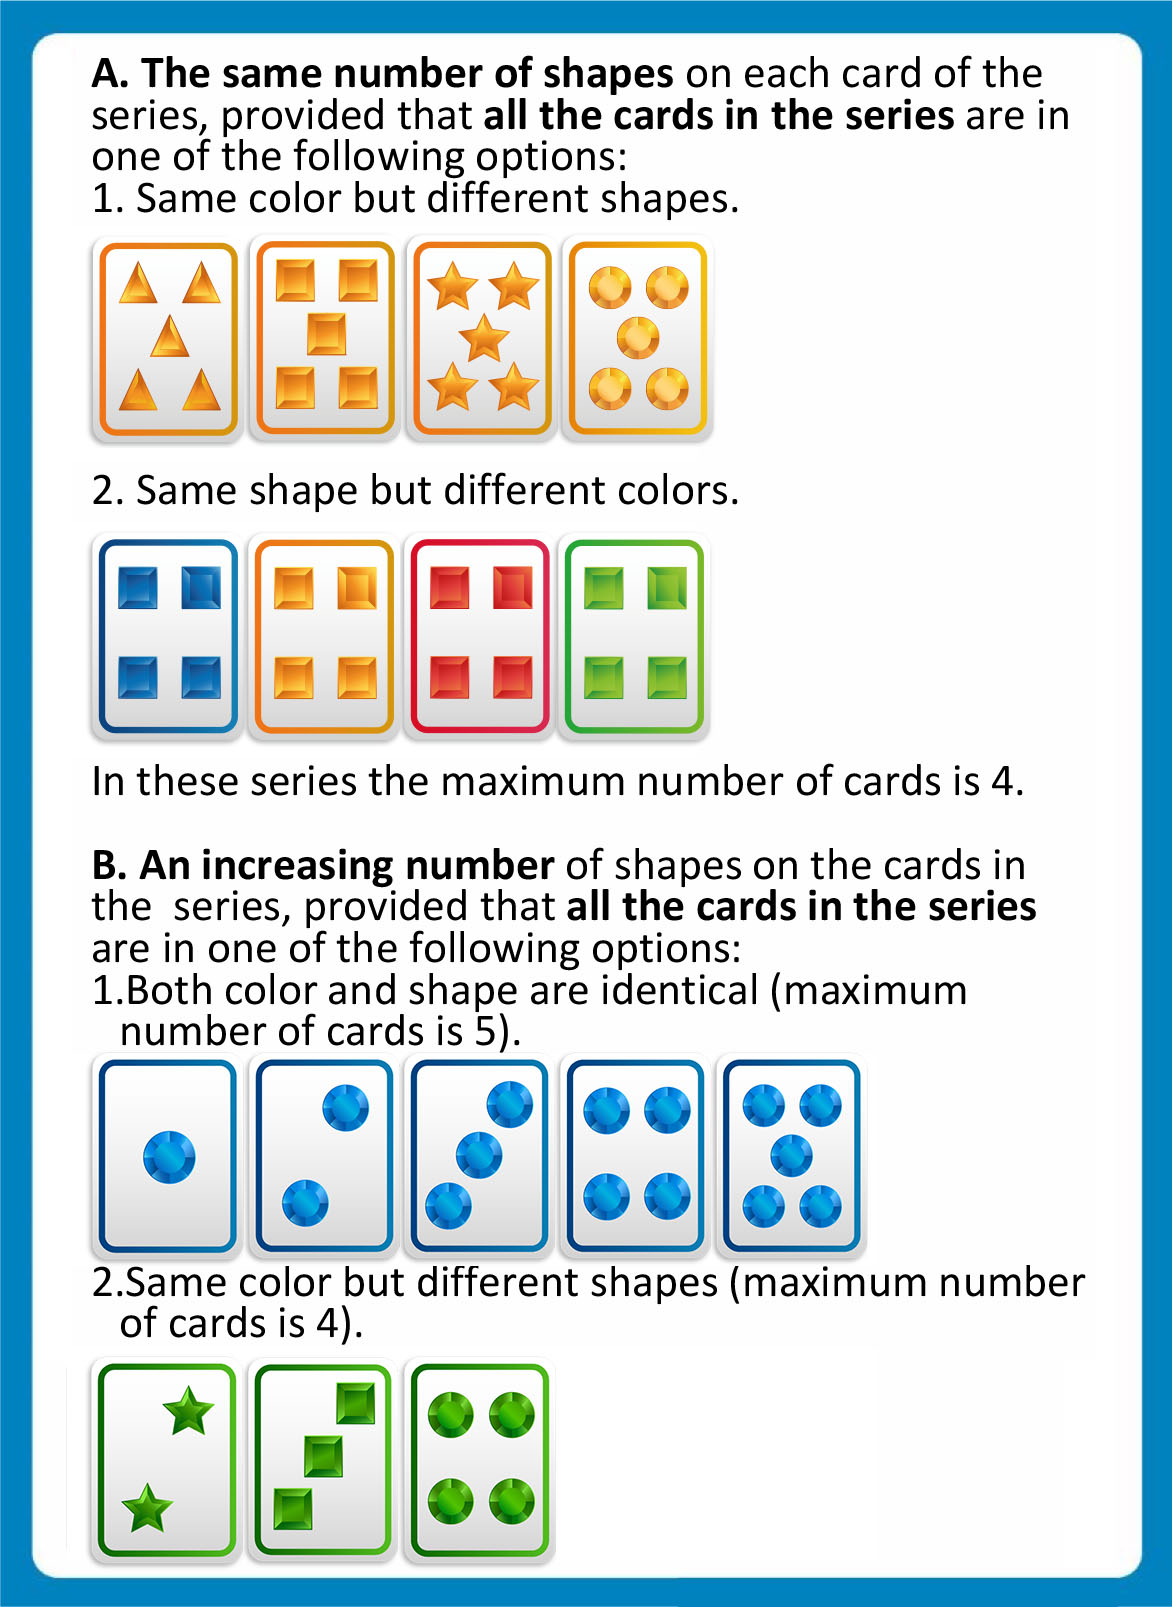 A. The same number of shapes on each card of the
series, provided that all the cards in the series are in
one of the following options:
1. Same color but different shapes.
2. Same shape but different colors.
In these series the maximum number of cards is 4.
B. An increasing number of shapes on the cards in
the  series, provided that all the cards in the series
are in one of the following options:
1.Both color and shape are identical (maximum
number of cards is 5).
2.Same color but different shapes (maximum number
of cards is 4).